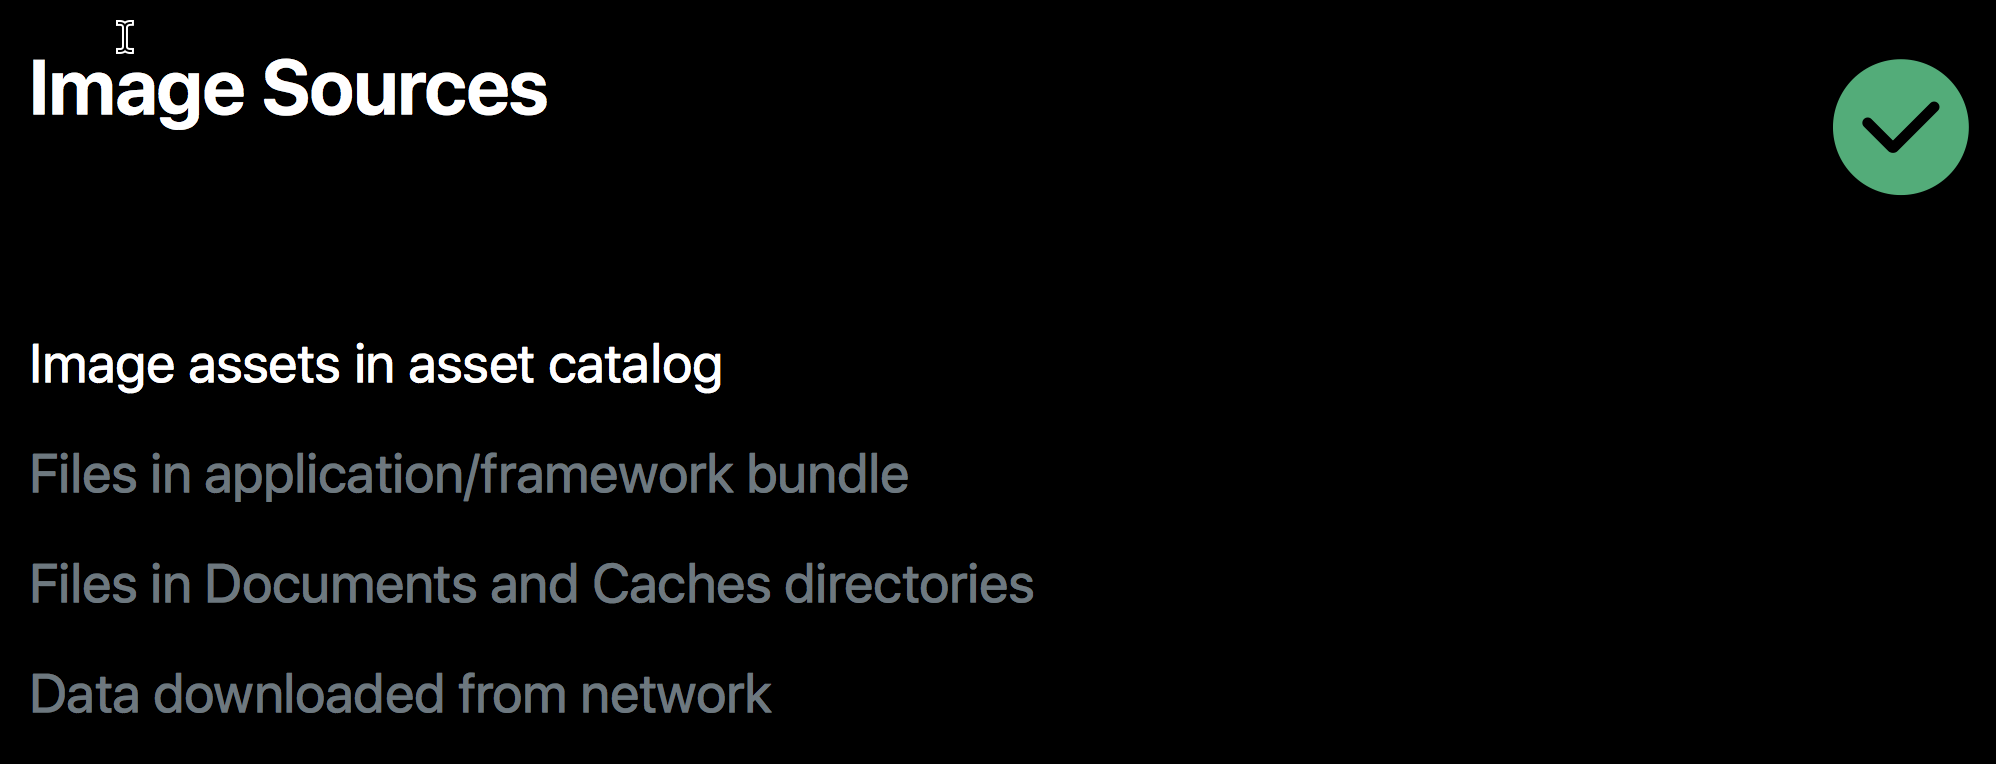 Image Sources
Image assets in asset catalog
Files in application/framework bundle
Files in Documents and Caches directories
Data downloaded from network